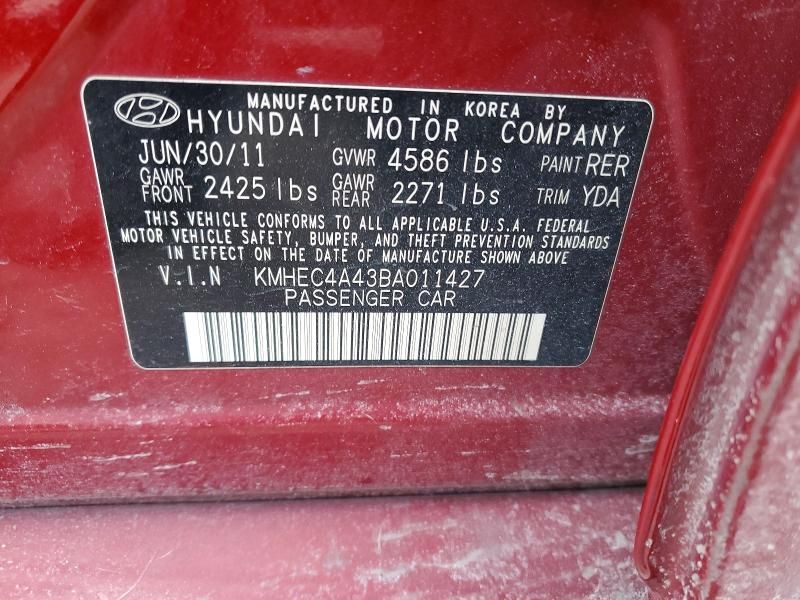 MANUFACTURED IN KOREA BY
HYUNDAI MOTOR COMPANY
JUN/30/11 GVWR 4586 lbs PAINT RER
GAWR FRONT 2425 lbs GAWR REAR 2271 lbs TRIM YDA
THIS VEHICLE CONFORMS TO ALL APPLICABLE U.S.A. FEDERAL
MOTOR VEHICLE SAFETY, BUMPER, AND THEFT PREVENTION STANDARDS
IN EFFECT ON THE DATE OF MANUFACTURE SHOWN ABOVE
V.I.N KMHEC4A43BA011427
PASSENGER CAR